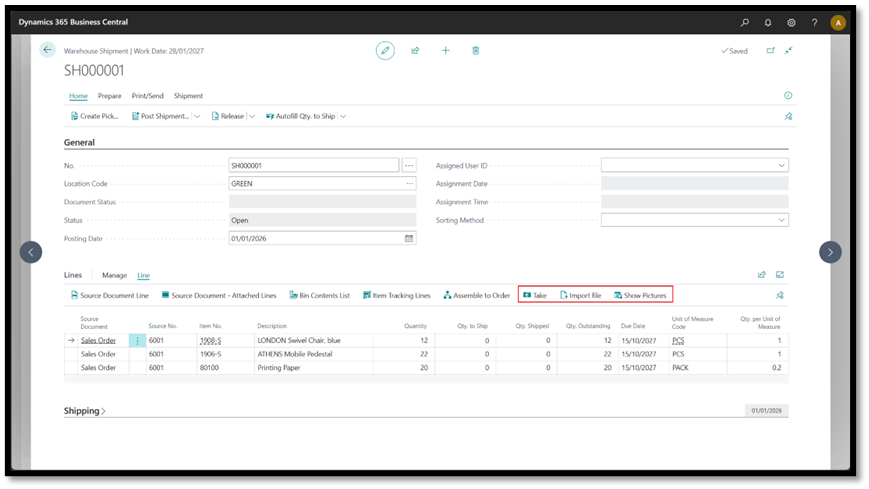 Dynamics 365 Business Central
A
Warehouse Shipment | Work Date: 28/01/2027
Saved
SH000001
Home Prepare Print/Send Shipment
Create Pick... Post Shipment... Release Autofill Qty. to Ship
General
No. SH000001 Assigned User ID
Location Code GREEN Assignment Date
Document Status Assignment Time
Status Open Sorting Method
Posting Date 01/01/2026
Lines Manage Line
Source Document Line Source Document - Attached Lines Bin Contents List Item Tracking Lines Assemble to Order Take Import file Show Pictures
Source Unit of Measure Qty. per Unit of
Document Source No. Item No. Description Quantity Qty. to Ship Qty. Shipped Qty. Outstanding Due Date Code Measure
Sales Order 6001 1908-S LONDON Swivel Chair, blue 12 0 0 12 15/10/2027 PCS 1
Sales Order 6001 1906-S ATHENS Mobile Pedestal 22 0 0 22 15/10/2027 PCS 1
Sales Order 6001 80100 Printing Paper 20 0 0 20 15/10/2027 PACK 0.2
Shipping 01/01/2026